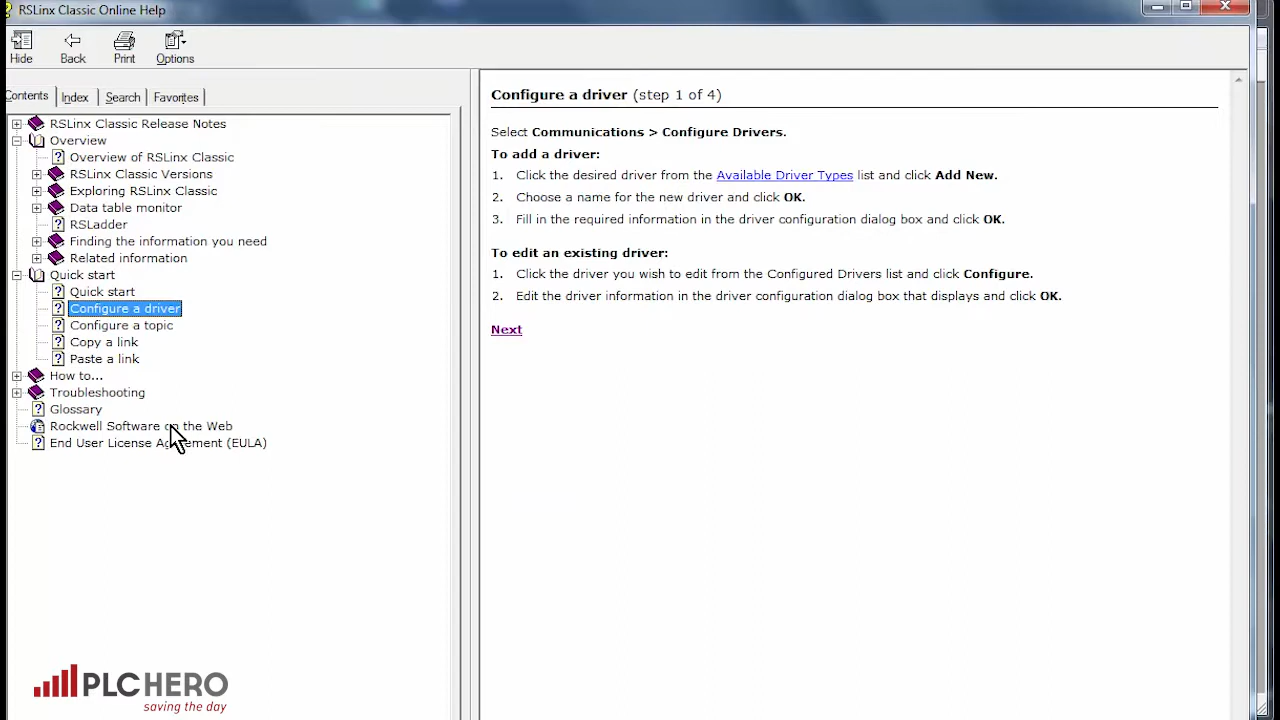 RSLinx Classic Online Help
Hide
Back
Print
Options
Contents
Index
Search
Favorites
RSLinx Classic Release Notes
Overview
Overview of RSLinx Classic
RSLinx Classic Versions
Exploring RSLinx Classic
Data table monitor
RSLadder
Finding the information you need
Related information
Quick start
Quick start
Configure a driver
Configure a topic
Copy a link
Paste a link
How to...
Troubleshooting
Glossary
Rockwell Software on the Web
End User License Agreement (EULA)
Configure a driver (step 1 of 4)
Select Communications > Configure Drivers.
To add a driver:
1. Click the desired driver from the Available Driver Types list and click Add New.
2. Choose a name for the new driver and click OK.
3. Fill in the required information in the driver configuration dialog box and click OK.
To edit an existing driver:
1. Click the driver you wish to edit from the Configured Drivers list and click Configure.
2. Edit the driver information in the driver configuration dialog box that displays and click OK.
Next
PLCHERO
saving the day